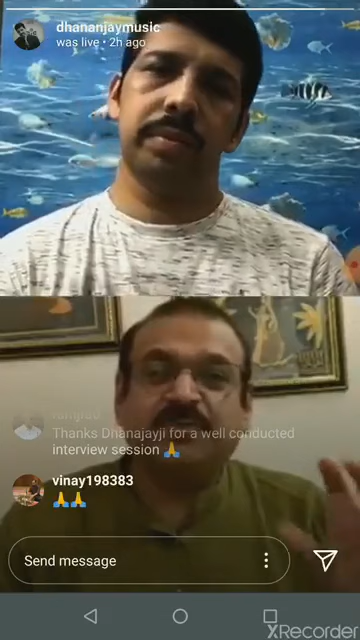 dhananjaymusic
was live • 2h ago
Thanks Dhanajayji for a well conducted
interview session 🙏
vinay198383
🙏🙏
Send message
XRecorder